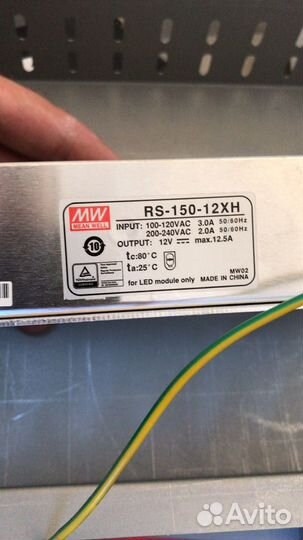 MW
MEAN WELL
RS-150-12XH
INPUT: 100-120VAC 3.0A 50/60Hz
200-240VAC 2.0A 50/60Hz
OUTPUT: 12V ⎓ max.12.5A
10
tc:80°C
ta:25°C
for LED module only
MW02
MADE IN CHINA
Avito